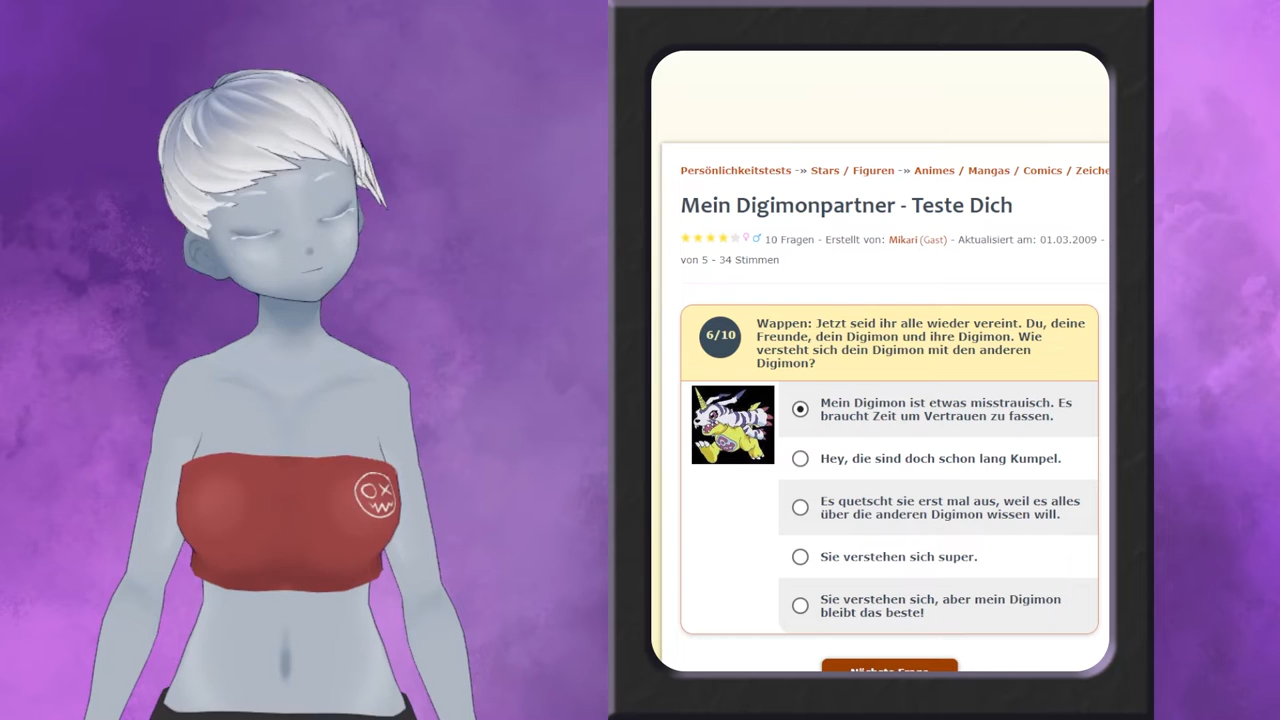 Persönlichkeitstests -» Stars / Figuren -» Animes / Mangas / Comics / Zeiche
Mein Digimonpartner - Teste Dich
10 Fragen - Erstellt von: Mikari (Gast) - Aktualisiert am: 01.03.2009 -
von 5 - 34 Stimmen
6/10
Wappen: Jetzt seid ihr alle wieder vereint. Du, deine
Freunde, dein Digimon und ihre Digimon. Wie
versteht sich dein Digimon mit den anderen
Digimon?
Mein Digimon ist etwas misstrauisch. Es
braucht Zeit um Vertrauen zu fassen.
Hey, die sind doch schon lang Kumpel.
Es quetscht sie erst mal aus, weil es alles
über die anderen Digimon wissen will.
Sie verstehen sich super.
Sie verstehen sich, aber mein Digimon
bleibt das beste!
Nächste Frage